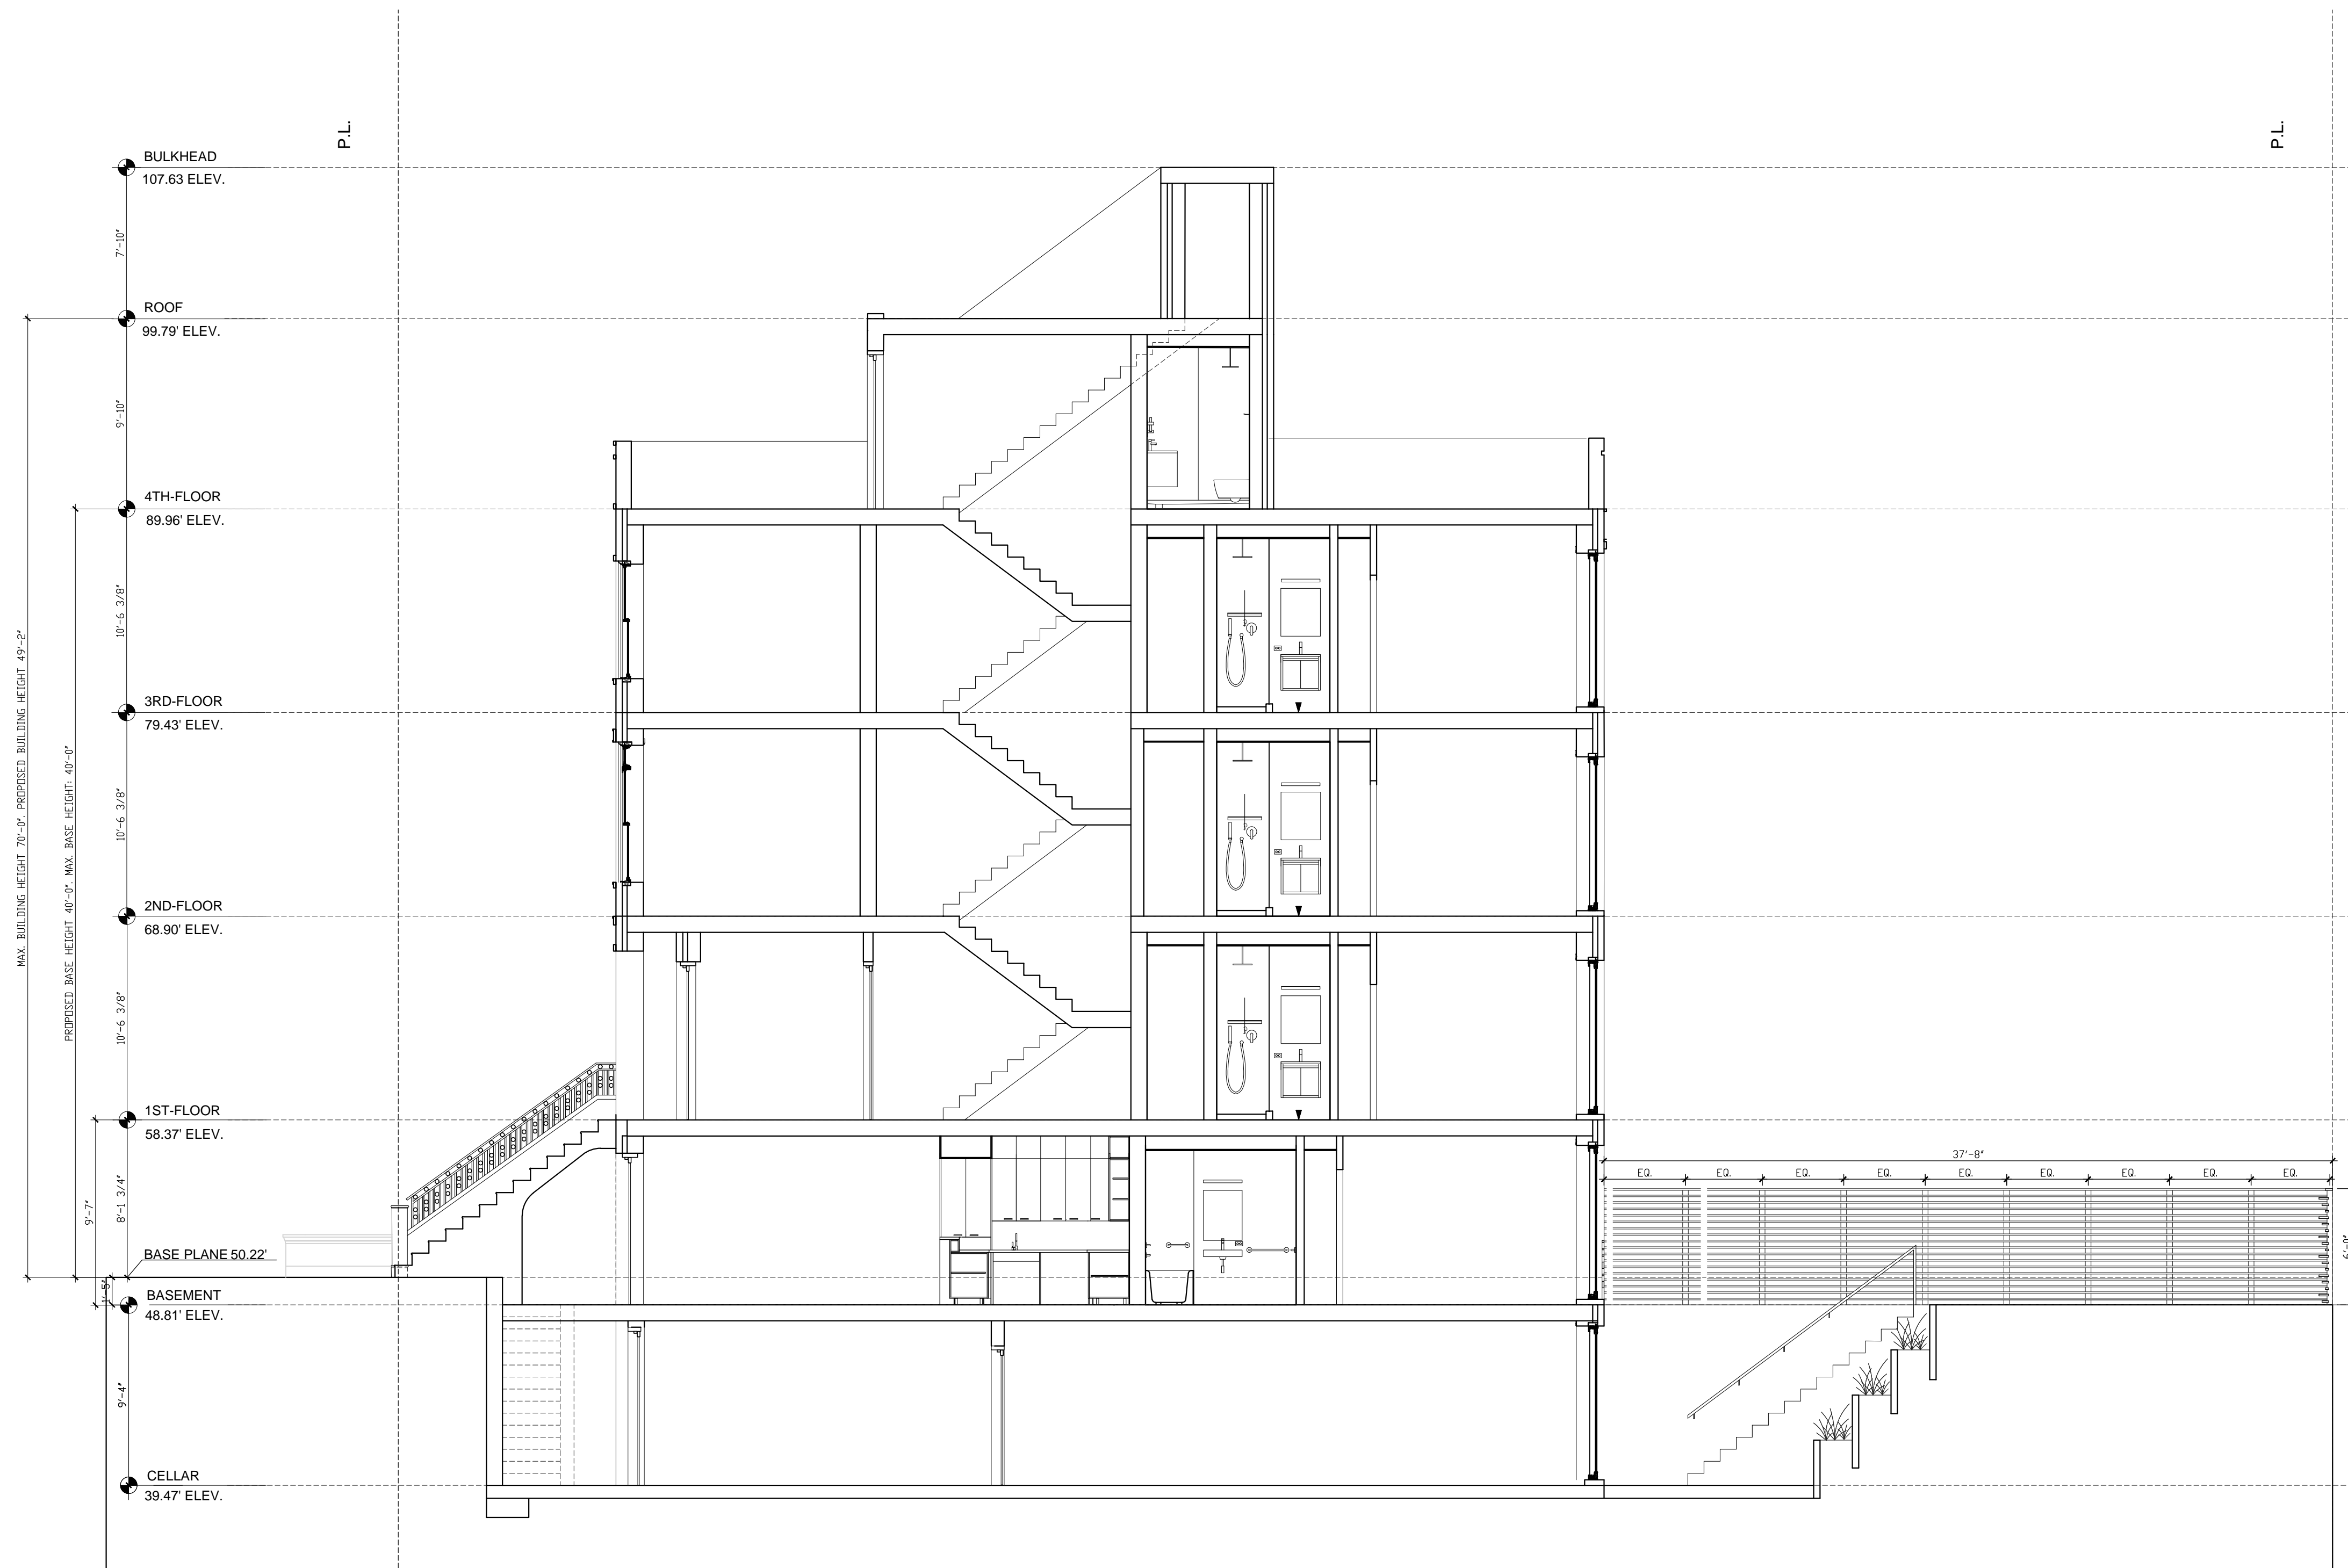 P.L.
P.L.
BULKHEAD
107.63 ELEV.
7'-10"
ROOF
99.79' ELEV.
9'-10"
4TH-FLOOR
89.96' ELEV.
10'-6 3/8"
3RD-FLOOR
79.43' ELEV.
10'-6 3/8"
2ND-FLOOR
68.90' ELEV.
10'-6 3/8"
1ST-FLOOR
58.37' ELEV.
8'-1 3/4"
9'-7"
BASE PLANE 50.22'
1'-5"
BASEMENT
48.81' ELEV.
9'-4"
CELLAR
39.47' ELEV.
MAX. BUILDING HEIGHT 70'-0". PROPOSED BUILDING HEIGHT 49'-2"
PROPOSED BASE HEIGHT 40'-0". MAX. BASE HEIGHT: 40'-0"
37'-8"
EQ. EQ. EQ. EQ. EQ. EQ. EQ. EQ. EQ.
6'-0"